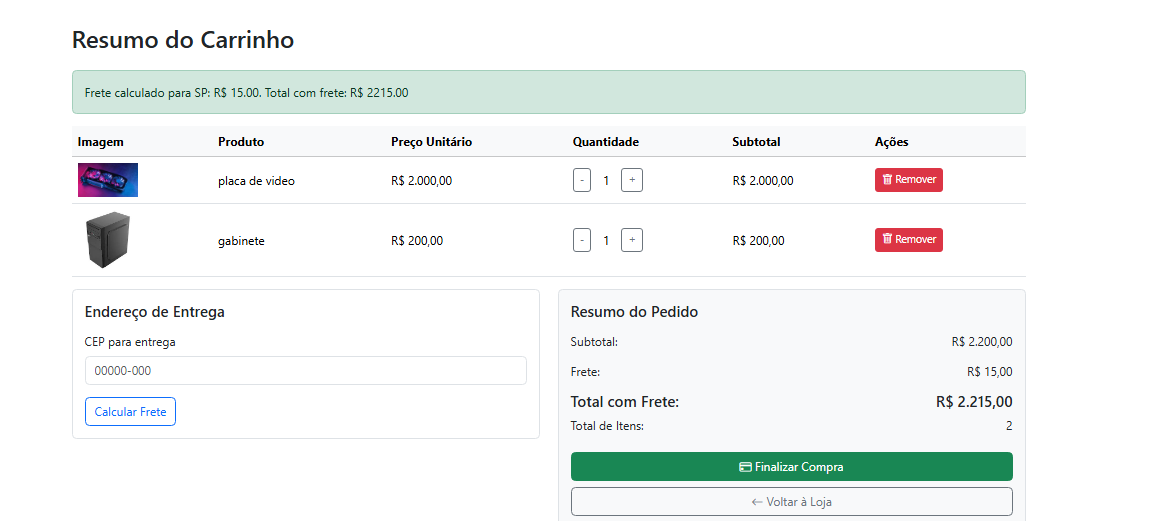 Resumo do Carrinho
Frete calculado para SP: R$ 15.00. Total com frete: R$ 2215.00
Imagem Produto Preço Unitário Quantidade Subtotal Ações
placa de video R$ 2.000,00 - 1 + R$ 2.000,00 Remover
gabinete R$ 200,00 - 1 + R$ 200,00 Remover
Endereço de Entrega
CEP para entrega
00000-000
Calcular Frete
Resumo do Pedido
Subtotal: R$ 2.200,00
Frete: R$ 15,00
Total com Frete: R$ 2.215,00
Total de Itens: 2
Finalizar Compra
← Voltar à Loja